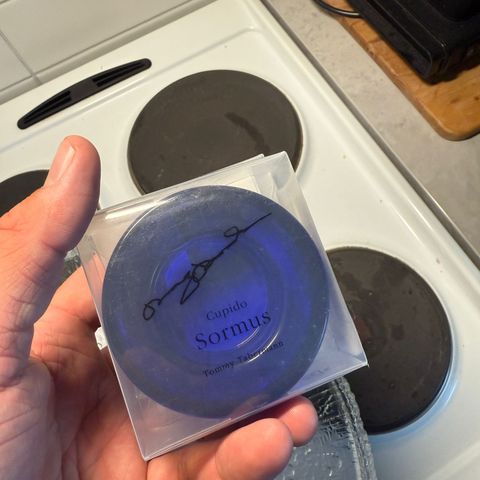 Cupido
Sormus
Tommy Tabermann